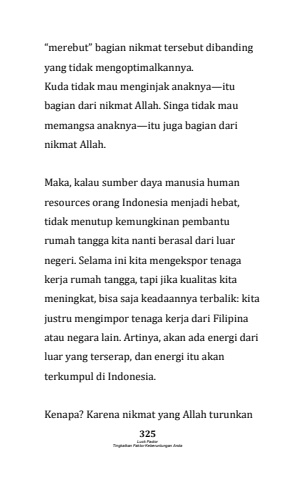 “merebut” bagian nikmat tersebut dibanding
yang tidak mengoptimalkannya.
Kuda tidak mau menginjak anaknya—itu
bagian dari nikmat Allah. Singa tidak mau
memangsa anaknya—itu juga bagian dari
nikmat Allah.
Maka, kalau sumber daya manusia human
resources orang Indonesia menjadi hebat,
tidak menutup kemungkinan pembantu
rumah tangga kita nanti berasal dari luar
negeri. Selama ini kita mengekspor tenaga
kerja rumah tangga, tapi jika kualitas kita
meningkat, bisa saja keadaannya terbalik: kita
justru mengimpor tenaga kerja dari Filipina
atau negara lain. Artinya, akan ada energi dari
luar yang terserap, dan energi itu akan
terkumpul di Indonesia.
Kenapa? Karena nikmat yang Allah turunkan
325
Luck Factor
Tingkatkan Faktor Keberuntungan Anda